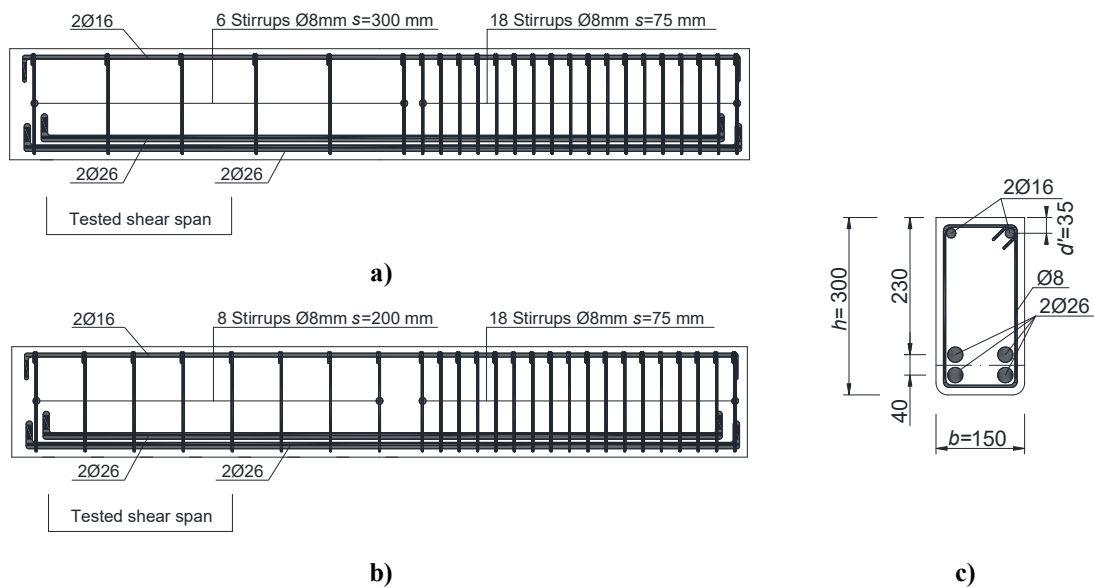 2Ø16
6 Stirrups Ø8mm s=300 mm
18 Stirrups Ø8mm s=75 mm
2Ø26
2Ø26
Tested shear span
a)
2Ø16
8 Stirrups Ø8mm s=200 mm
18 Stirrups Ø8mm s=75 mm
2Ø26
2Ø26
Tested shear span
b)
2Ø16
d'=35
h=300
230
Ø8
2Ø26
40
b=150
c)